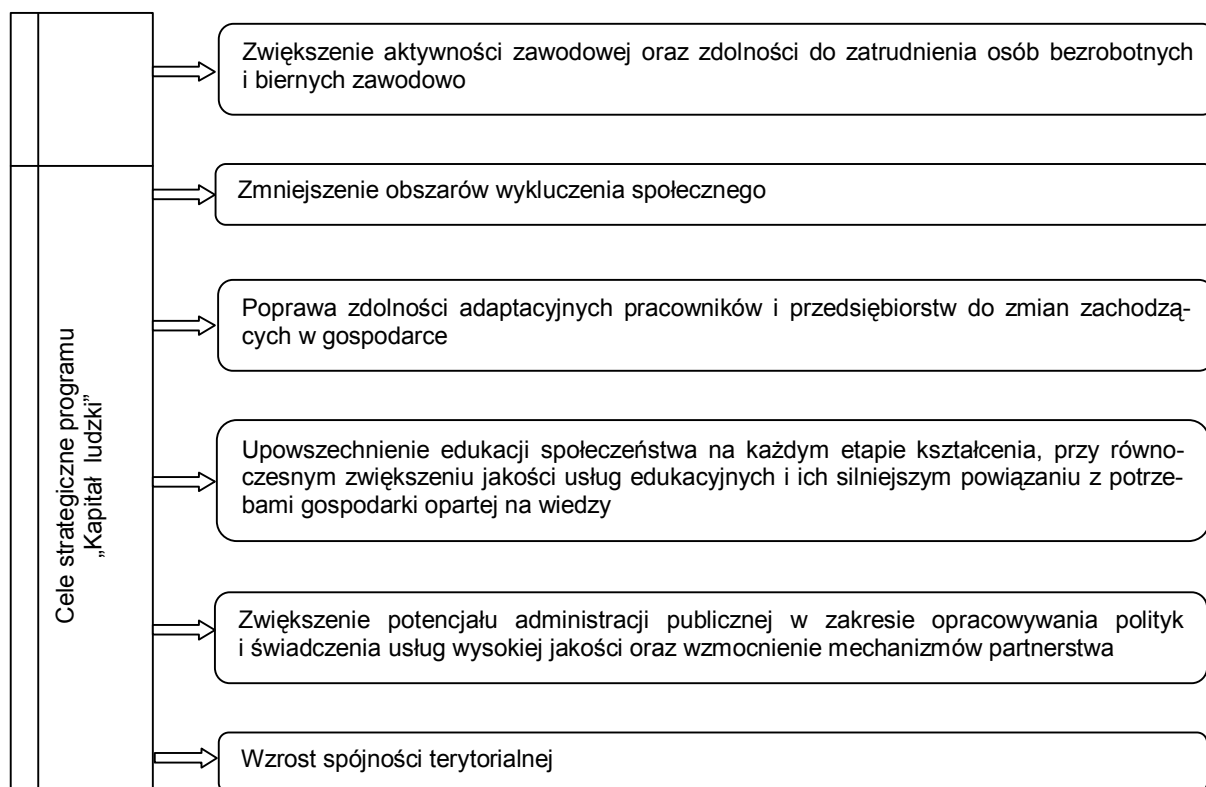 Cele strategiczne programu
„Kapitał ludzki”
Zwiększenie aktywności zawodowej oraz zdolności do zatrudnienia osób bezrobotnych
i biernych zawodowo
Zmniejszenie obszarów wykluczenia społecznego
Poprawa zdolności adaptacyjnych pracowników i przedsiębiorstw do zmian zachodzą-
cych w gospodarce
Upowszechnienie edukacji społeczeństwa na każdym etapie kształcenia, przy równo-
czesnym zwiększeniu jakości usług edukacyjnych i ich silniejszym powiązaniu z potrze-
bami gospodarki opartej na wiedzy
Zwiększenie potencjału administracji publicznej w zakresie opracowywania polityk
i świadczenia usług wysokiej jakości oraz wzmocnienie mechanizmów partnerstwa
Wzrost spójności terytorialnej